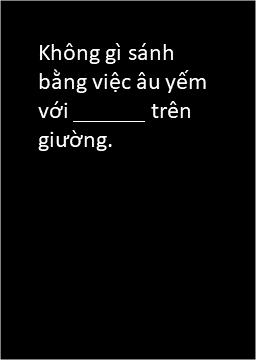 Không gì sánh
bằng việc âu yếm
với _______ trên
giường.